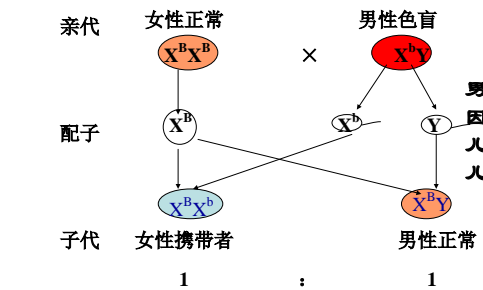 亲代 女性正常 男性色盲
XᴮXᴮ × XᵇY
配子 Xᴮ Xᵇ Y
XᴮXᵇ XᴮY
子代 女性携带者 男性正常
1 : 1